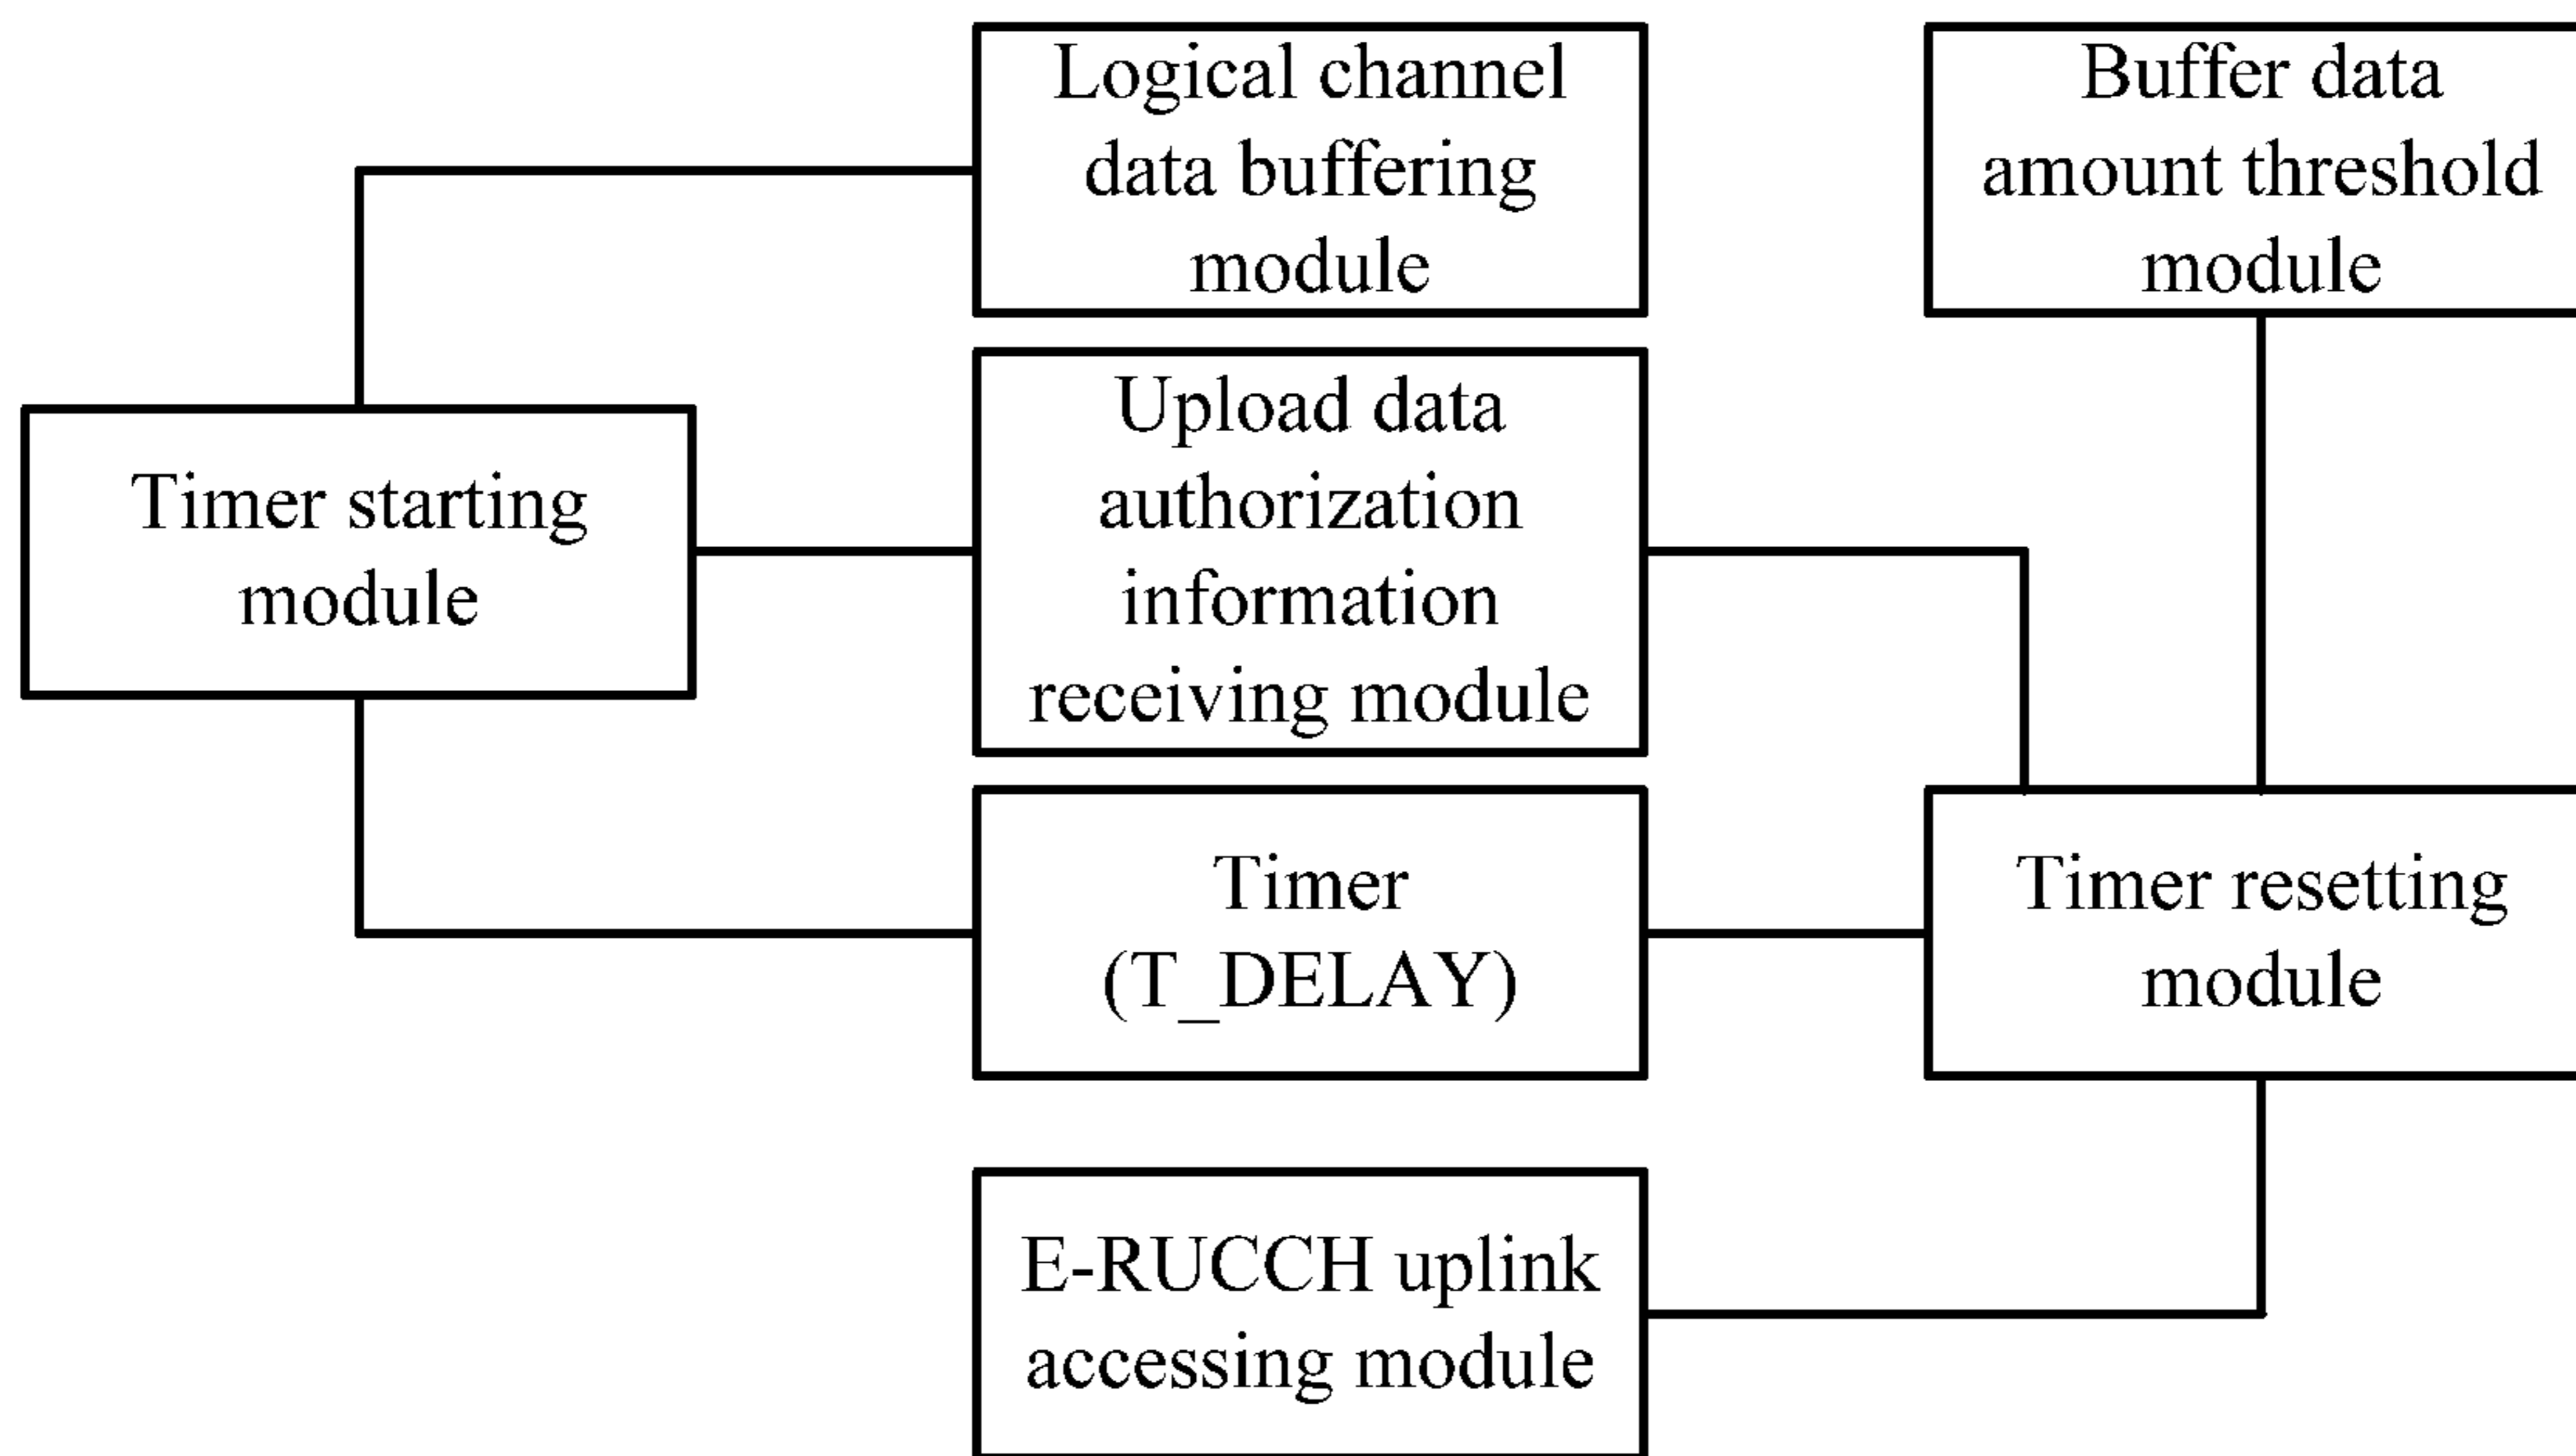 Logical channel
data buffering
module
Buffer data
amount threshold
module
Timer starting
module
Upload data
authorization
information
receiving module
Timer
(T_DELAY)
Timer resetting
module
E-RUCCH uplink
accessing module